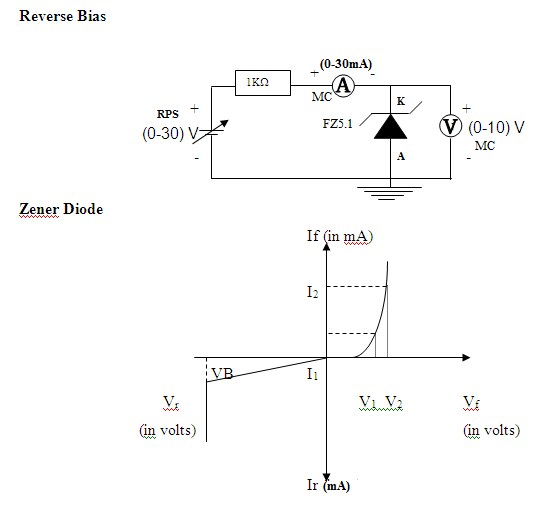 Reverse Bias
(0-30mA)
+ -
1KΩ
A
MC
K
RPS +
FZ5.1
+
(0-30) V
V (0-10) V
MC
A
- -
Zener Diode
If (in mA)
I2
VB
I1
Vr V1 V2 Vf
(in volts) (in volts)
Ir (mA)